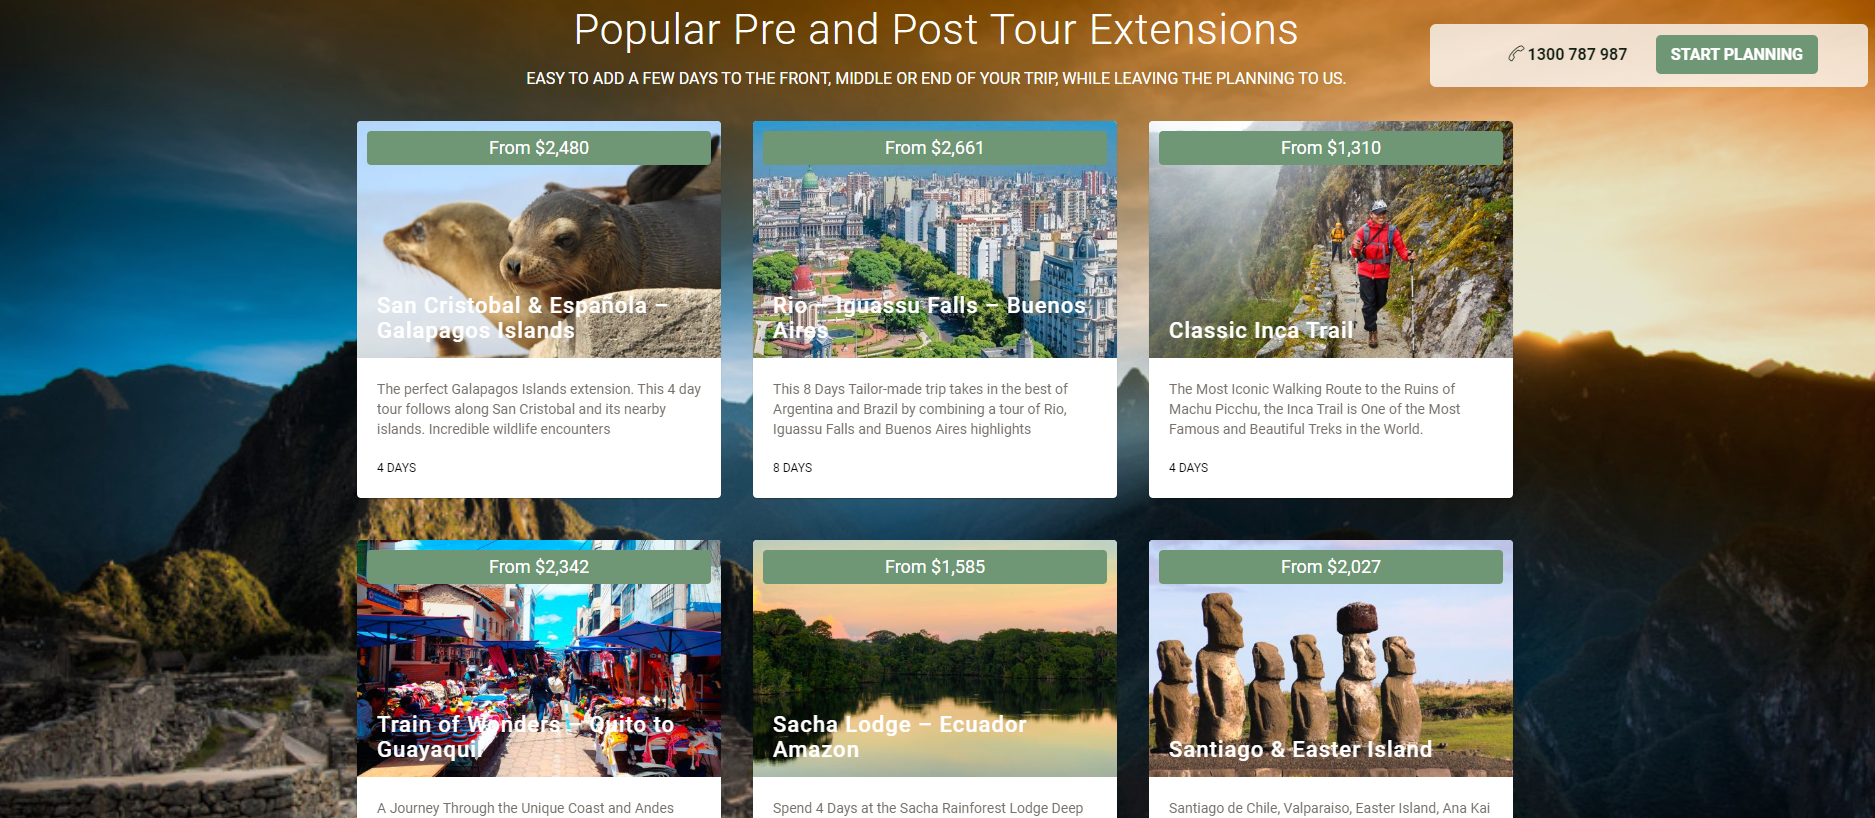 Popular Pre and Post Tour Extensions
1300 787 987
START PLANNING
EASY TO ADD A FEW DAYS TO THE FRONT, MIDDLE OR END OF YOUR TRIP, WHILE LEAVING THE PLANNING TO US.
From $2,480
San Cristobal & Española –
Galapagos Islands
The perfect Galapagos Islands extension. This 4 day
tour follows along San Cristobal and its nearby
islands. Incredible wildlife encounters
4 DAYS
From $2,661
Rio – Iguassu Falls – Buenos
Aires
This 8 Days Tailor-made trip takes in the best of
Argentina and Brazil by combining a tour of Rio,
Iguassu Falls and Buenos Aires highlights
8 DAYS
From $1,310
Classic Inca Trail
The Most Iconic Walking Route to the Ruins of
Machu Picchu, the Inca Trail is One of the Most
Famous and Beautiful Treks in the World.
4 DAYS
From $2,342
Train of Wonders – Quito to
Guayaquil
A Journey Through the Unique Coast and Andes
From $1,585
Sacha Lodge – Ecuador
Amazon
Spend 4 Days at the Sacha Rainforest Lodge Deep
From $2,027
Santiago & Easter Island
Santiago de Chile, Valparaiso, Easter Island, Ana Kai